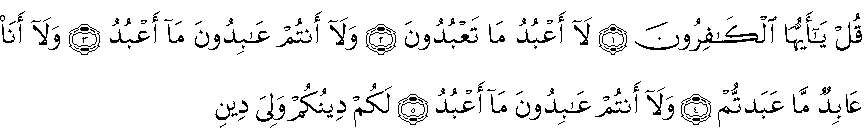 قُلْ يَـٰٓأَيُّهَا ٱلْكَـٰفِرُونَ ﴿١﴾ لَآ أَعْبُدُ مَا تَعْبُدُونَ ﴿٢﴾ وَلَآ أَنتُمْ عَـٰبِدُونَ مَآ أَعْبُدُ ﴿٣﴾ وَلَآ أَنَا۠
عَابِدٌ مَّا عَبَدتُّمْ ﴿٤﴾ وَلَآ أَنتُمْ عَـٰبِدُونَ مَآ أَعْبُدُ ﴿٥﴾ لَكُمْ دِينُكُمْ وَلِىَ دِينِ